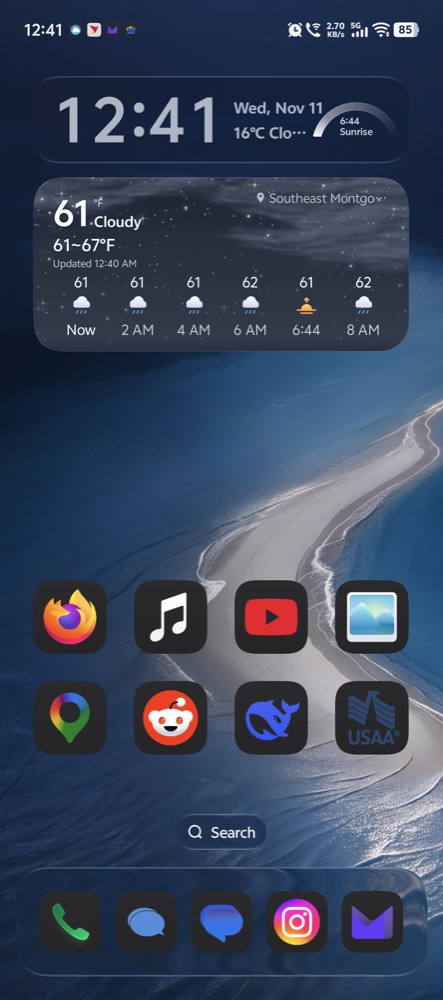 12:41
2.70
KB/s
5G
85
12:41
Wed, Nov 11
16°C Clo···
6:44
Sunrise
61 °F Cloudy
Southeast Montgo
61~67°F
Updated 12:40 AM
61 61 61 62 61 62
Now 2 AM 4 AM 6 AM 6:44 8 AM
USAA®
Search